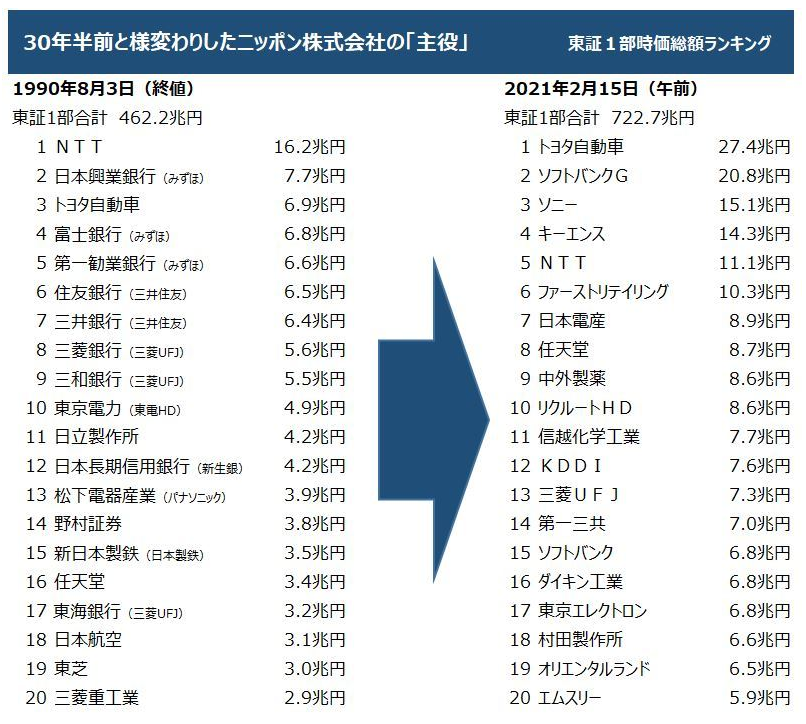 30年半前と様変わりしたニッポン株式会社の「主役」
東証１部時価総額ランキング
1990年8月3日（終値）
東証1部合計 462.2兆円
1 ＮＴＴ 16.2兆円
2 日本興業銀行（みずほ） 7.7兆円
3 トヨタ自動車 6.9兆円
4 富士銀行（みずほ） 6.8兆円
5 第一勧業銀行（みずほ） 6.6兆円
6 住友銀行（三井住友） 6.5兆円
7 三井銀行（三井住友） 6.4兆円
8 三菱銀行（三菱UFJ） 5.6兆円
9 三和銀行（三菱UFJ） 5.5兆円
10 東京電力（東電HD） 4.9兆円
11 日立製作所 4.2兆円
12 日本長期信用銀行（新生銀） 4.2兆円
13 松下電器産業（パナソニック） 3.9兆円
14 野村証券 3.8兆円
15 新日本製鉄（日本製鉄） 3.5兆円
16 任天堂 3.4兆円
17 東海銀行（三菱UFJ） 3.2兆円
18 日本航空 3.1兆円
19 東芝 3.0兆円
20 三菱重工業 2.9兆円
2021年2月15日（午前）
東証1部合計 722.7兆円
1 トヨタ自動車 27.4兆円
2 ソフトバンクＧ 20.8兆円
3 ソニー 15.1兆円
4 キーエンス 14.3兆円
5 ＮＴＴ 11.1兆円
6 ファーストリテイリング 10.3兆円
7 日本電産 8.9兆円
8 任天堂 8.7兆円
9 中外製薬 8.6兆円
10 リクルートＨＤ 8.6兆円
11 信越化学工業 7.7兆円
12 ＫＤＤＩ 7.6兆円
13 三菱ＵＦＪ 7.3兆円
14 第一三共 7.0兆円
15 ソフトバンク 6.8兆円
16 ダイキン工業 6.8兆円
17 東京エレクトロン 6.8兆円
18 村田製作所 6.6兆円
19 オリエンタルランド 6.5兆円
20 エムスリー 5.9兆円